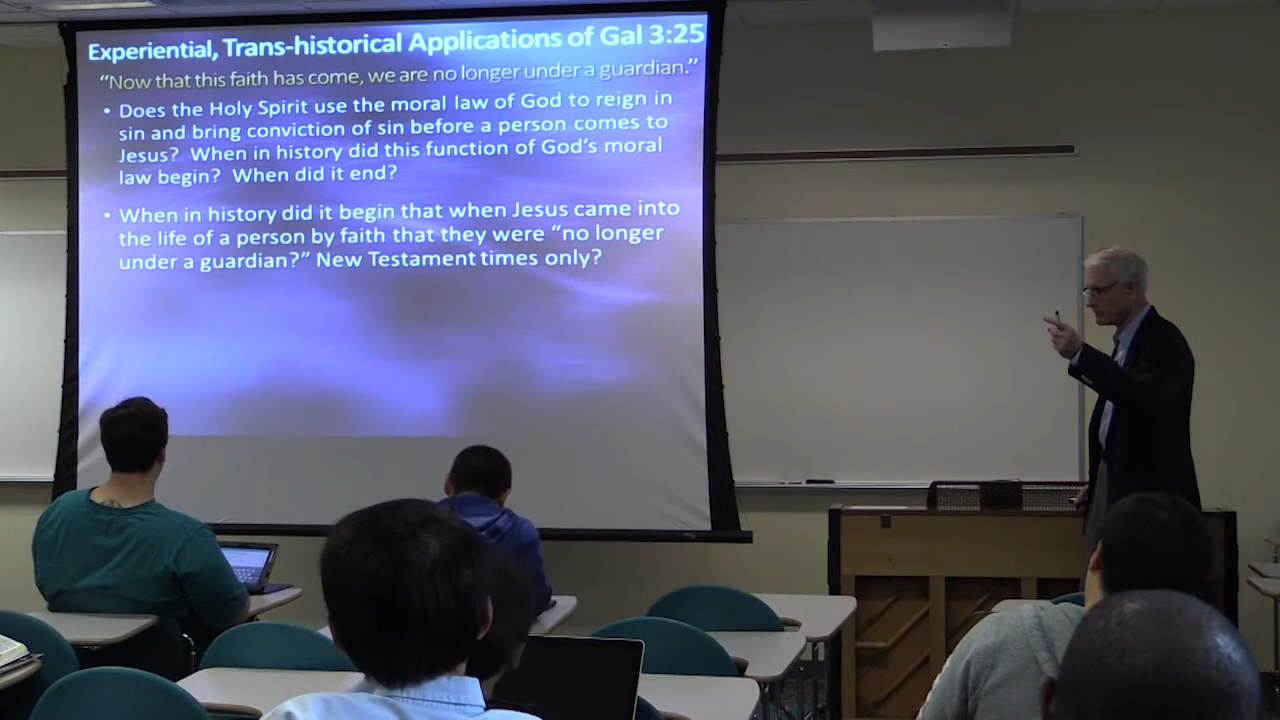 Experiential, Trans-historical Applications of Gal 3:25
“Now that this faith has come, we are no longer under a guardian.”
• Does the Holy Spirit use the moral law of God to reign in
sin and bring conviction of sin before a person comes to
Jesus? When in history did this function of God’s moral
law begin? When did it end?
• When in history did it begin that when Jesus came into
the life of a person by faith that they were “no longer
under a guardian?” New Testament times only?